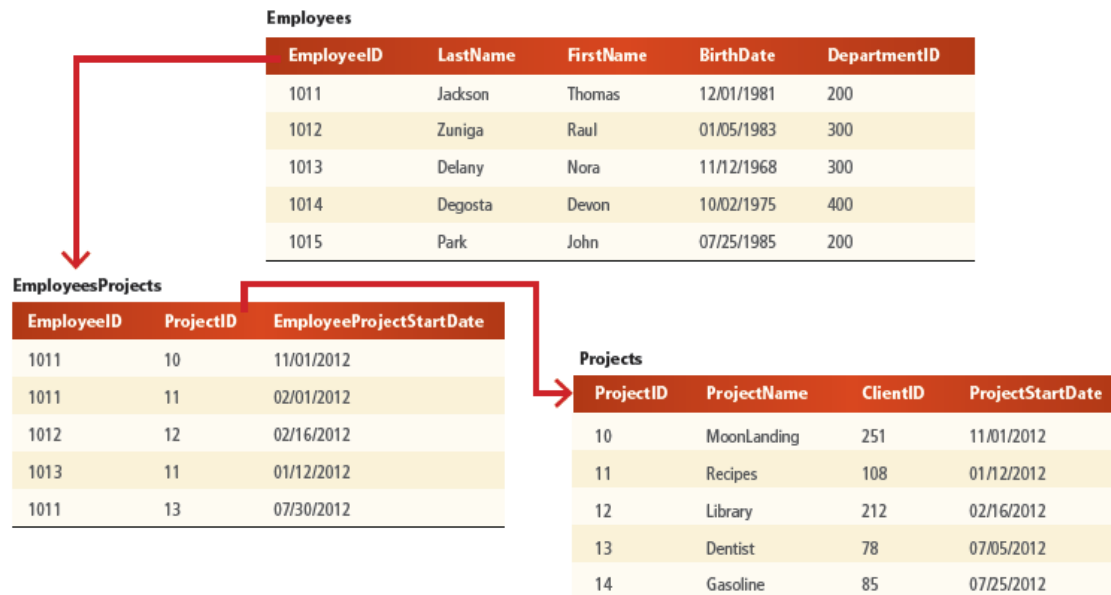 Employees
EmployeeID LastName FirstName BirthDate DepartmentID
1011 Jackson Thomas 12/01/1981 200
1012 Zuniga Raul 01/05/1983 300
1013 Delany Nora 11/12/1968 300
1014 Degosta Devon 10/02/1975 400
1015 Park John 07/25/1985 200
EmployeesProjects
EmployeeID ProjectID EmployeeProjectStartDate
1011 10 11/01/2012
1011 11 02/01/2012
1012 12 02/16/2012
1013 11 01/12/2012
1011 13 07/30/2012
Projects
ProjectID ProjectName ClientID ProjectStartDate
10 MoonLanding 251 11/01/2012
11 Recipes 108 01/12/2012
12 Library 212 02/16/2012
13 Dentist 78 07/05/2012
14 Gasoline 85 07/25/2012